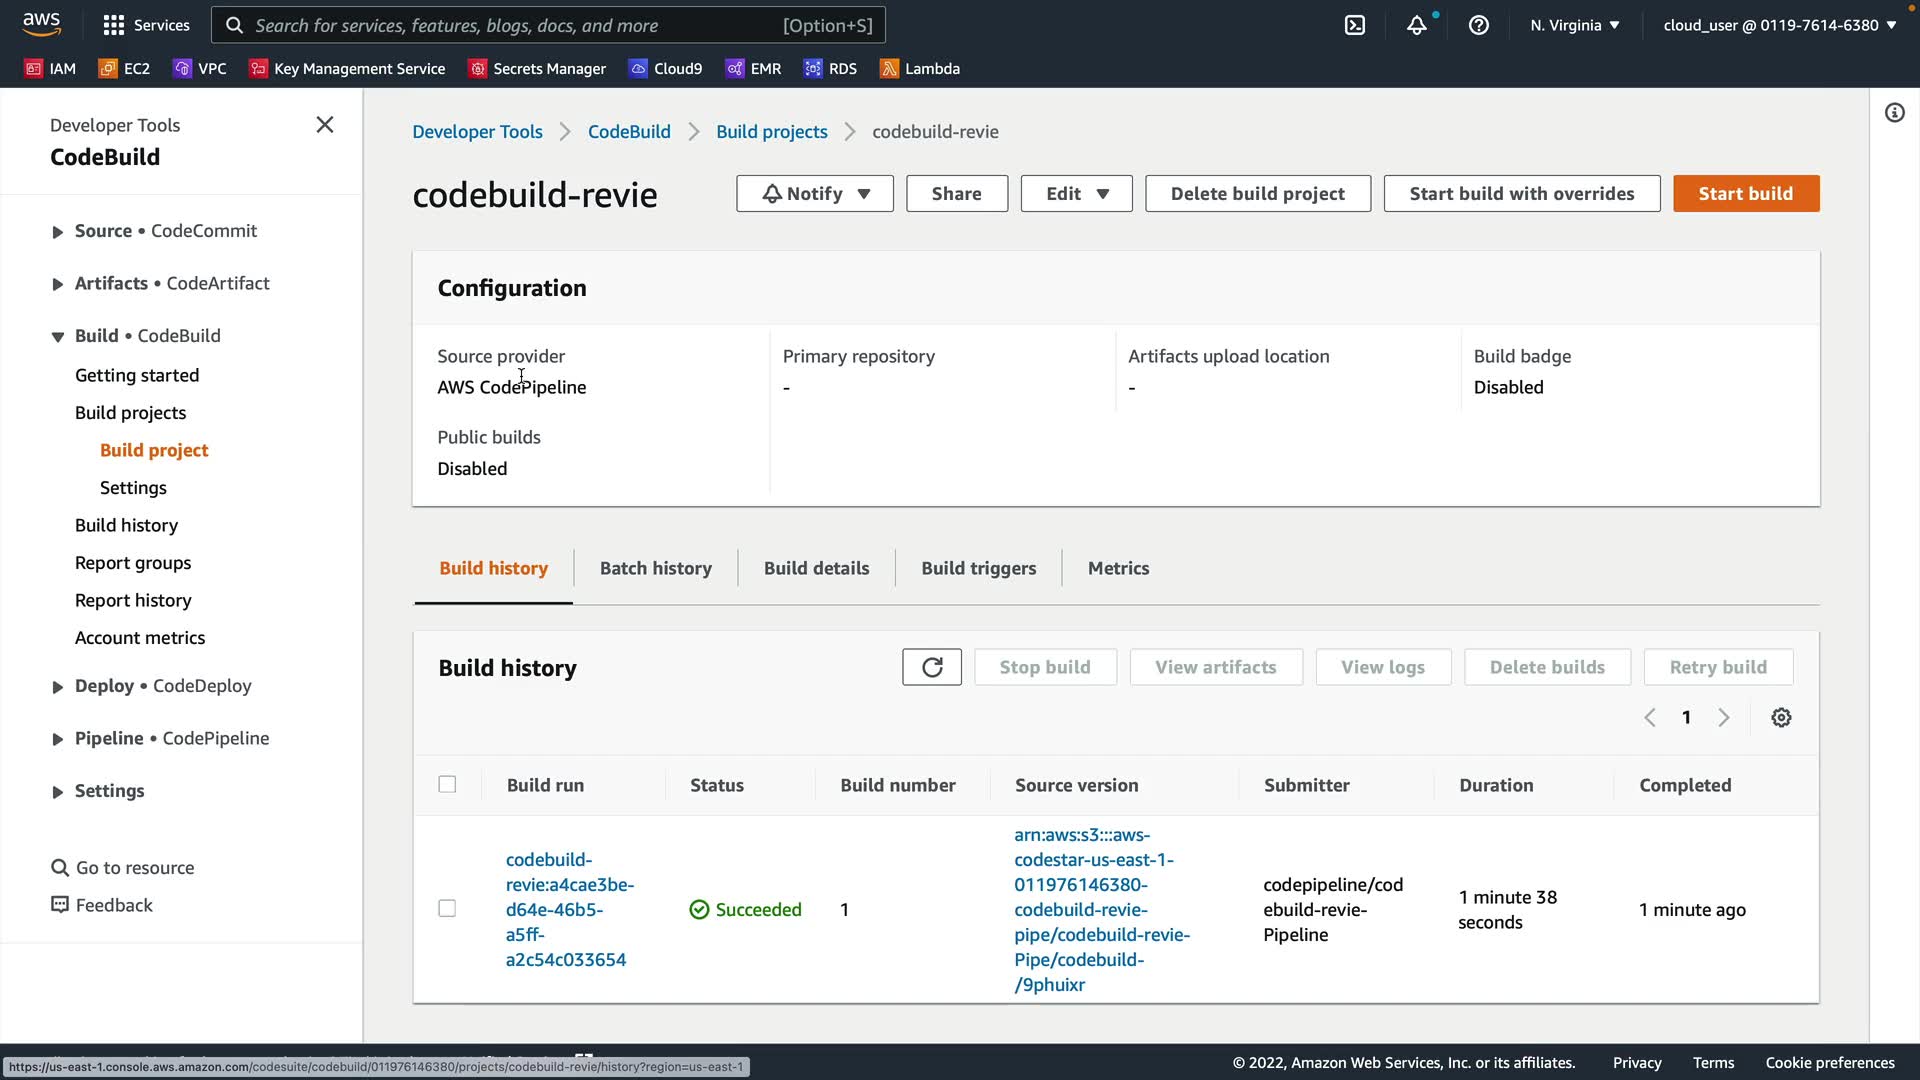 aws
Services
Search for services, features, blogs, docs, and more
[Option+S]
N. Virginia
cloud_user @ 0119-7614-6380
IAM
EC2
VPC
Key Management Service
Secrets Manager
Cloud9
EMR
RDS
Lambda
Developer Tools
CodeBuild
Source • CodeCommit
Artifacts • CodeArtifact
Build • CodeBuild
Getting started
Build projects
Build project
Settings
Build history
Report groups
Report history
Account metrics
Deploy • CodeDeploy
Pipeline • CodePipeline
Settings
Go to resource
Feedback
Developer Tools
CodeBuild
Build projects
codebuild-revie
codebuild-revie
Notify
Share
Edit
Delete build project
Start build with overrides
Start build
Configuration
Source provider
AWS CodePipeline
Primary repository
-
Artifacts upload location
-
Build badge
Disabled
Public builds
Disabled
Build history
Batch history
Build details
Build triggers
Metrics
Build history
Stop build
View artifacts
View logs
Delete builds
Retry build
1
Build run
Status
Build number
Source version
Submitter
Duration
Completed
codebuild-
revie:a4cae3be-
d64e-46b5-
a5ff-
a2c54c033654
Succeeded
1
arn:aws:s3:::aws-
codestar-us-east-1-
011976146380-
codebuild-revie-
pipe/codebuild-revie-
Pipe/codebuild-
/9phuixr
codepipeline/cod
ebuild-revie-
Pipeline
1 minute 38
seconds
1 minute ago
https://us-east-1.console.aws.amazon.com/codesuite/codebuild/011976146380/projects/codebuild-revie/history?region=us-east-1
© 2022, Amazon Web Services, Inc. or its affiliates.
Privacy
Terms
Cookie preferences